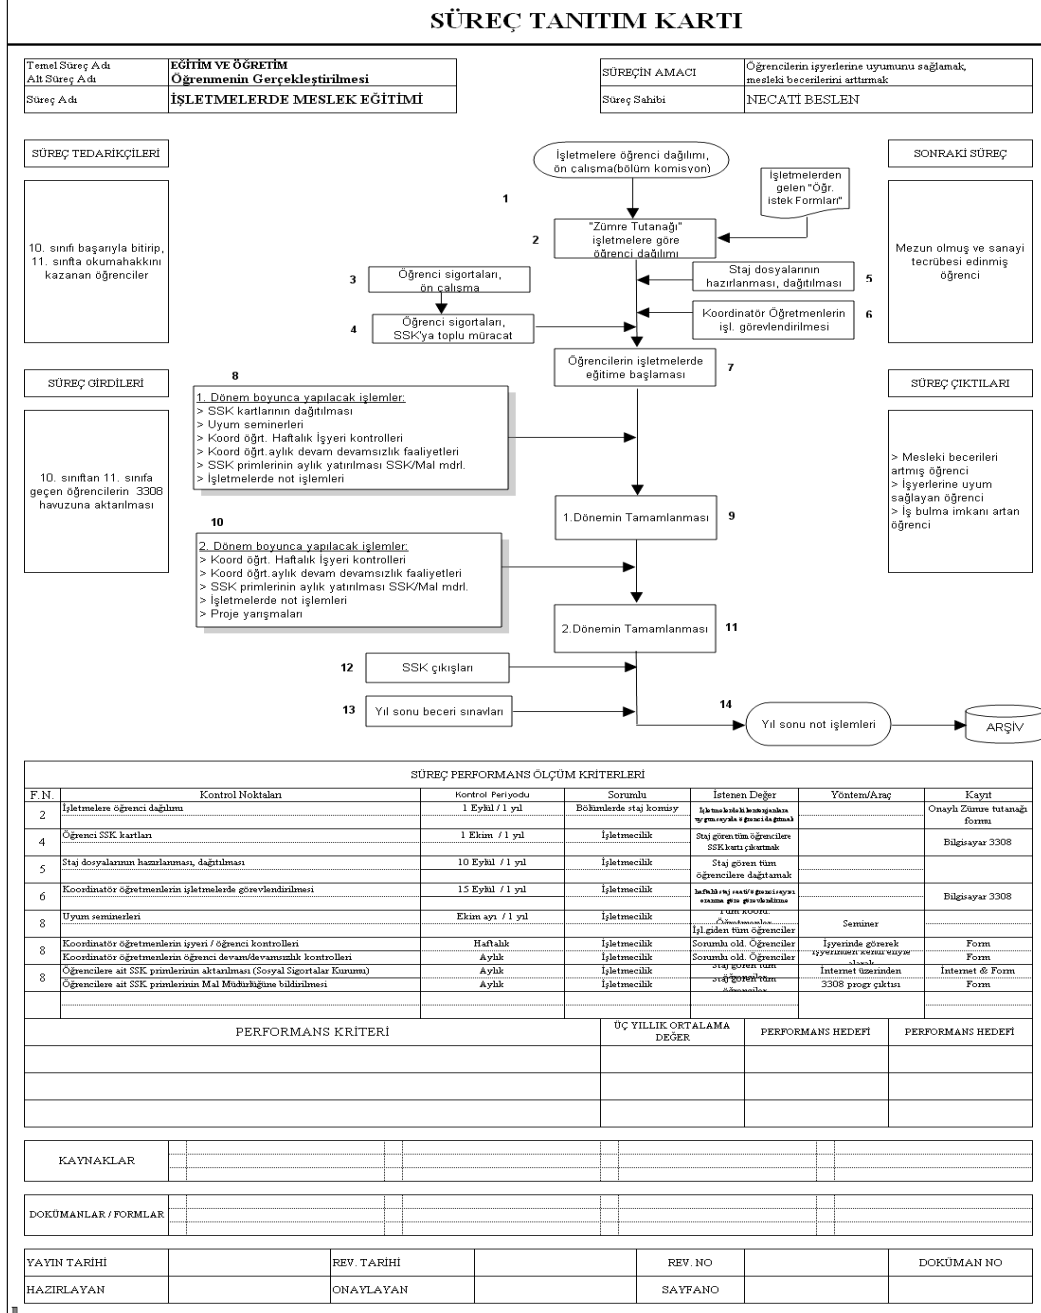 SÜREÇ TANITIM KARTI
Temel Süreç Adı
EĞİTİM VE ÖĞRETİM
Alt Süreç Adı
Öğrenmenin Gerçekleştirilmesi
Süreç Adı
İŞLETMELERDE MESLEK EĞİTİMİ
SÜREÇİN AMACI
Öğrencilerin işyerlerine uyumunu sağlamak,
mesleki becerilerini arttırmak
Süreç Sahibi
NECATİ BESLEN
SÜREÇ TEDARİKÇİLERİ
10. sınıfı başarıyla bitirip,
11. sınfta okumahakkını
kazanan öğrenciler
SÜREÇ GİRDİLERİ
10. sınıftan 11. sınıfa
geçen öğrencilerin 3308
havuzuna aktarılması
İşletmelere öğrenci dağılımı,
ön çalışma(bölüm komisyon)
1
İşletmelerden
gelen "Öğr.
istek Formları"
2
"Zümre Tutanağı"
işletmelere göre
öğrenci dağılımı
3
Öğrenci sigortaları,
ön çalışma
Staj dosyalarının
hazırlanması, dağıtılması
5
4
Öğrenci sigortaları,
SSK'ya toplu müracat
Koordinatör Öğretmenlerin
işl. görevlendirilmesi
6
Öğrencilerin işletmelerde
eğitime başlaması
7
8
1. Dönem boyunca yapılacak işlemler:
> SSK kartlarının dağıtılması
> Uyum seminerleri
> Koord öğrt. Haftalık İşyeri kontrolleri
> Koord öğrt.aylık devam devamsızlık faaliyetleri
> SSK primlerinin aylık yatırılması SSK/Mal mdrl.
> İşletmelerde not işlemleri
1.Dönemin Tamamlanması
9
10
2. Dönem boyunca yapılacak işlemler:
> Koord öğrt. Haftalık İşyeri kontrolleri
> Koord öğrt.aylık devam devamsızlık faaliyetleri
> SSK primlerinin aylık yatırılması SSK/Mal mdrl.
> İşletmelerde not işlemleri
> Proje yarışmaları
2.Dönemin Tamamlanması
11
12
SSK çıkışları
13
Yıl sonu beceri sınavları
14
Yıl sonu not işlemleri
ARŞİV
SONRAKİ SÜREÇ
Mezun olmuş ve sanayi
tecrübesi edinmiş
öğrenci
SÜREÇ ÇIKTILARI
> Mesleki becerileri
artmış öğrenci
> İşyerlerine uyum
sağlayan öğrenci
> İş bulma imkanı artan
öğrenci
SÜREÇ PERFORMANS ÖLÇÜM KRİTERLERİ
F. N. Kontrol Noktaları Kontrol Periyodu Sorumlu İstenen Değer Yöntem/Araç Kayıt
2 İşletmelere öğrenci dağılımı 1 Eylül / 1 yıl Bölümlerde staj komisy Onaylı Zümre tutanağı
formu
4 Öğrenci SSK kartları 1 Ekim / 1 yıl İşletmecilik Staj gören tüm öğrencilere
SSK kartı çıkartmak Bilgisayar 3308
5 Staj dosyalarının hazırlanması, dağıtılması 10 Eylül / 1 yıl İşletmecilik Staj gören tüm
öğrencilere dağıtamak
6 Koordinatör öğretmenlerin işletmelerde görevlendirilmesi 15 Eylül / 1 yıl İşletmecilik Bilgisayar 3308
8 Uyum seminerleri Ekim ayı / 1 yıl İşletmecilik Tüm koord.
İşl.giden tüm öğrenciler Seminer
8 Koordinatör öğretmenlerin işyeri / öğrenci kontrolleri Haftalık İşletmecilik Sorumlu old. Öğrenciler İşyerinde görerek Form
Koordinatör öğretmenlerin öğrenci devam/devamsızlık kontrolleri Aylık İşletmecilik Sorumlu old. Öğrenciler Form
8 Öğrencilere ait SSK primlerinin aktarılması (Sosyal Sigortalar Kurumu) Aylık İşletmecilik Staj gören tüm İnternet üzerinden İnternet & Form
Öğrencilere ait SSK primlerinin Mal Müdürlüğüne bildirilmesi Aylık İşletmecilik Staj gören tüm 3308 progr çıktısı Form
PERFORMANS KRİTERİ
ÜÇ YILLIK ORTALAMA
DEĞER
PERFORMANS HEDEFİ
PERFORMANS HEDEFİ
KAYNAKLAR
DOKÜMANLAR / FORMLAR
YAYIN TARİHİ REV. TARİHİ REV. NO DOKÜMAN NO
HAZIRLAYAN ONAYLAYAN SAYFANO